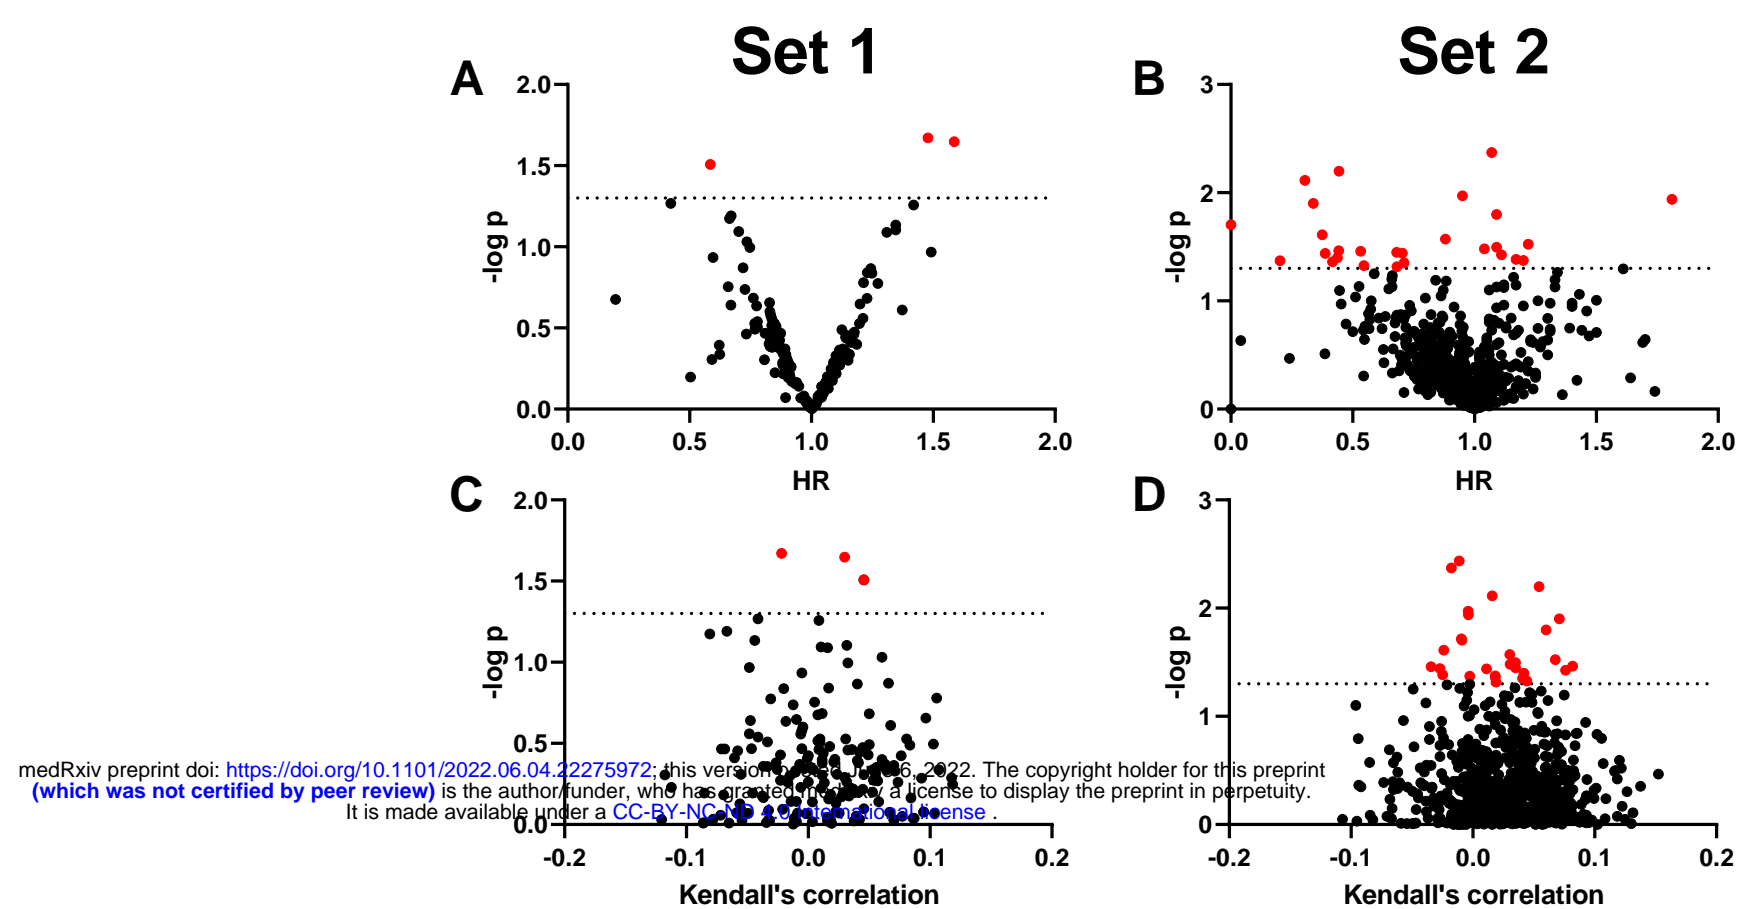 Set 1
Set 2
A
2.0
1.5
1.0
0.5
0.0
-log p
0.0 0.5 1.0 1.5 2.0
HR
B
3
2
1
0
-log p
0.0 0.5 1.0 1.5 2.0
HR
C
2.0
1.5
1.0
0.5
0.0
-log p
-0.2 -0.1 0.0 0.1 0.2
Kendall's correlation
D
3
2
1
0
-log p
-0.2 -0.1 0.0 0.1 0.2
Kendall's correlation
medRxiv preprint doi: https://doi.org/10.1101/2022.06.04.22275972; this version 2022. The copyright holder for this preprint
(which was not certified by peer review) is the author/funder, who has granted a license to display the preprint in perpetuity.
It is made available under a CC-BY-NC-ND 4.0 International license .